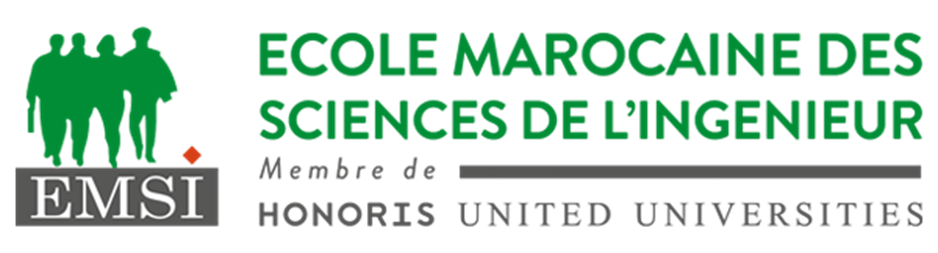 EMSI
ECOLE MAROCAINE DES
SCIENCES DE L'INGENIEUR
Membre de
HONORIS UNITED UNIVERSITIES